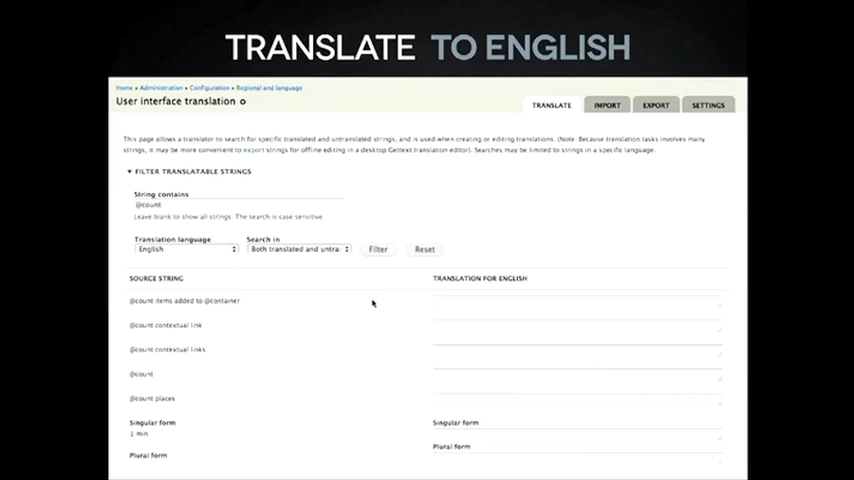 TRANSLATE TO ENGLISH
Home » Administration » Configuration » Regional and language
User interface translation
TRANSLATE IMPORT EXPORT SETTINGS
This page allows a translator to search for specific translated and untranslated strings, and is used when creating or editing translations. (Note: Because translation tasks involves many
strings, it may be more convenient to export strings for offline editing in a desktop Gettext translation editor). Searches may be limited to strings in a specific language.
▼ FILTER TRANSLATABLE STRINGS
String contains
@count
Leave blank to show all strings. The search is case sensitive.
Translation language Search in
English Both translated and untra Filter Reset
SOURCE STRING TRANSLATION FOR ENGLISH
@count items added to @container
@count contextual link
@count contextual links
@count
@count places
Singular form Singular form
1 min
Plural form Plural form